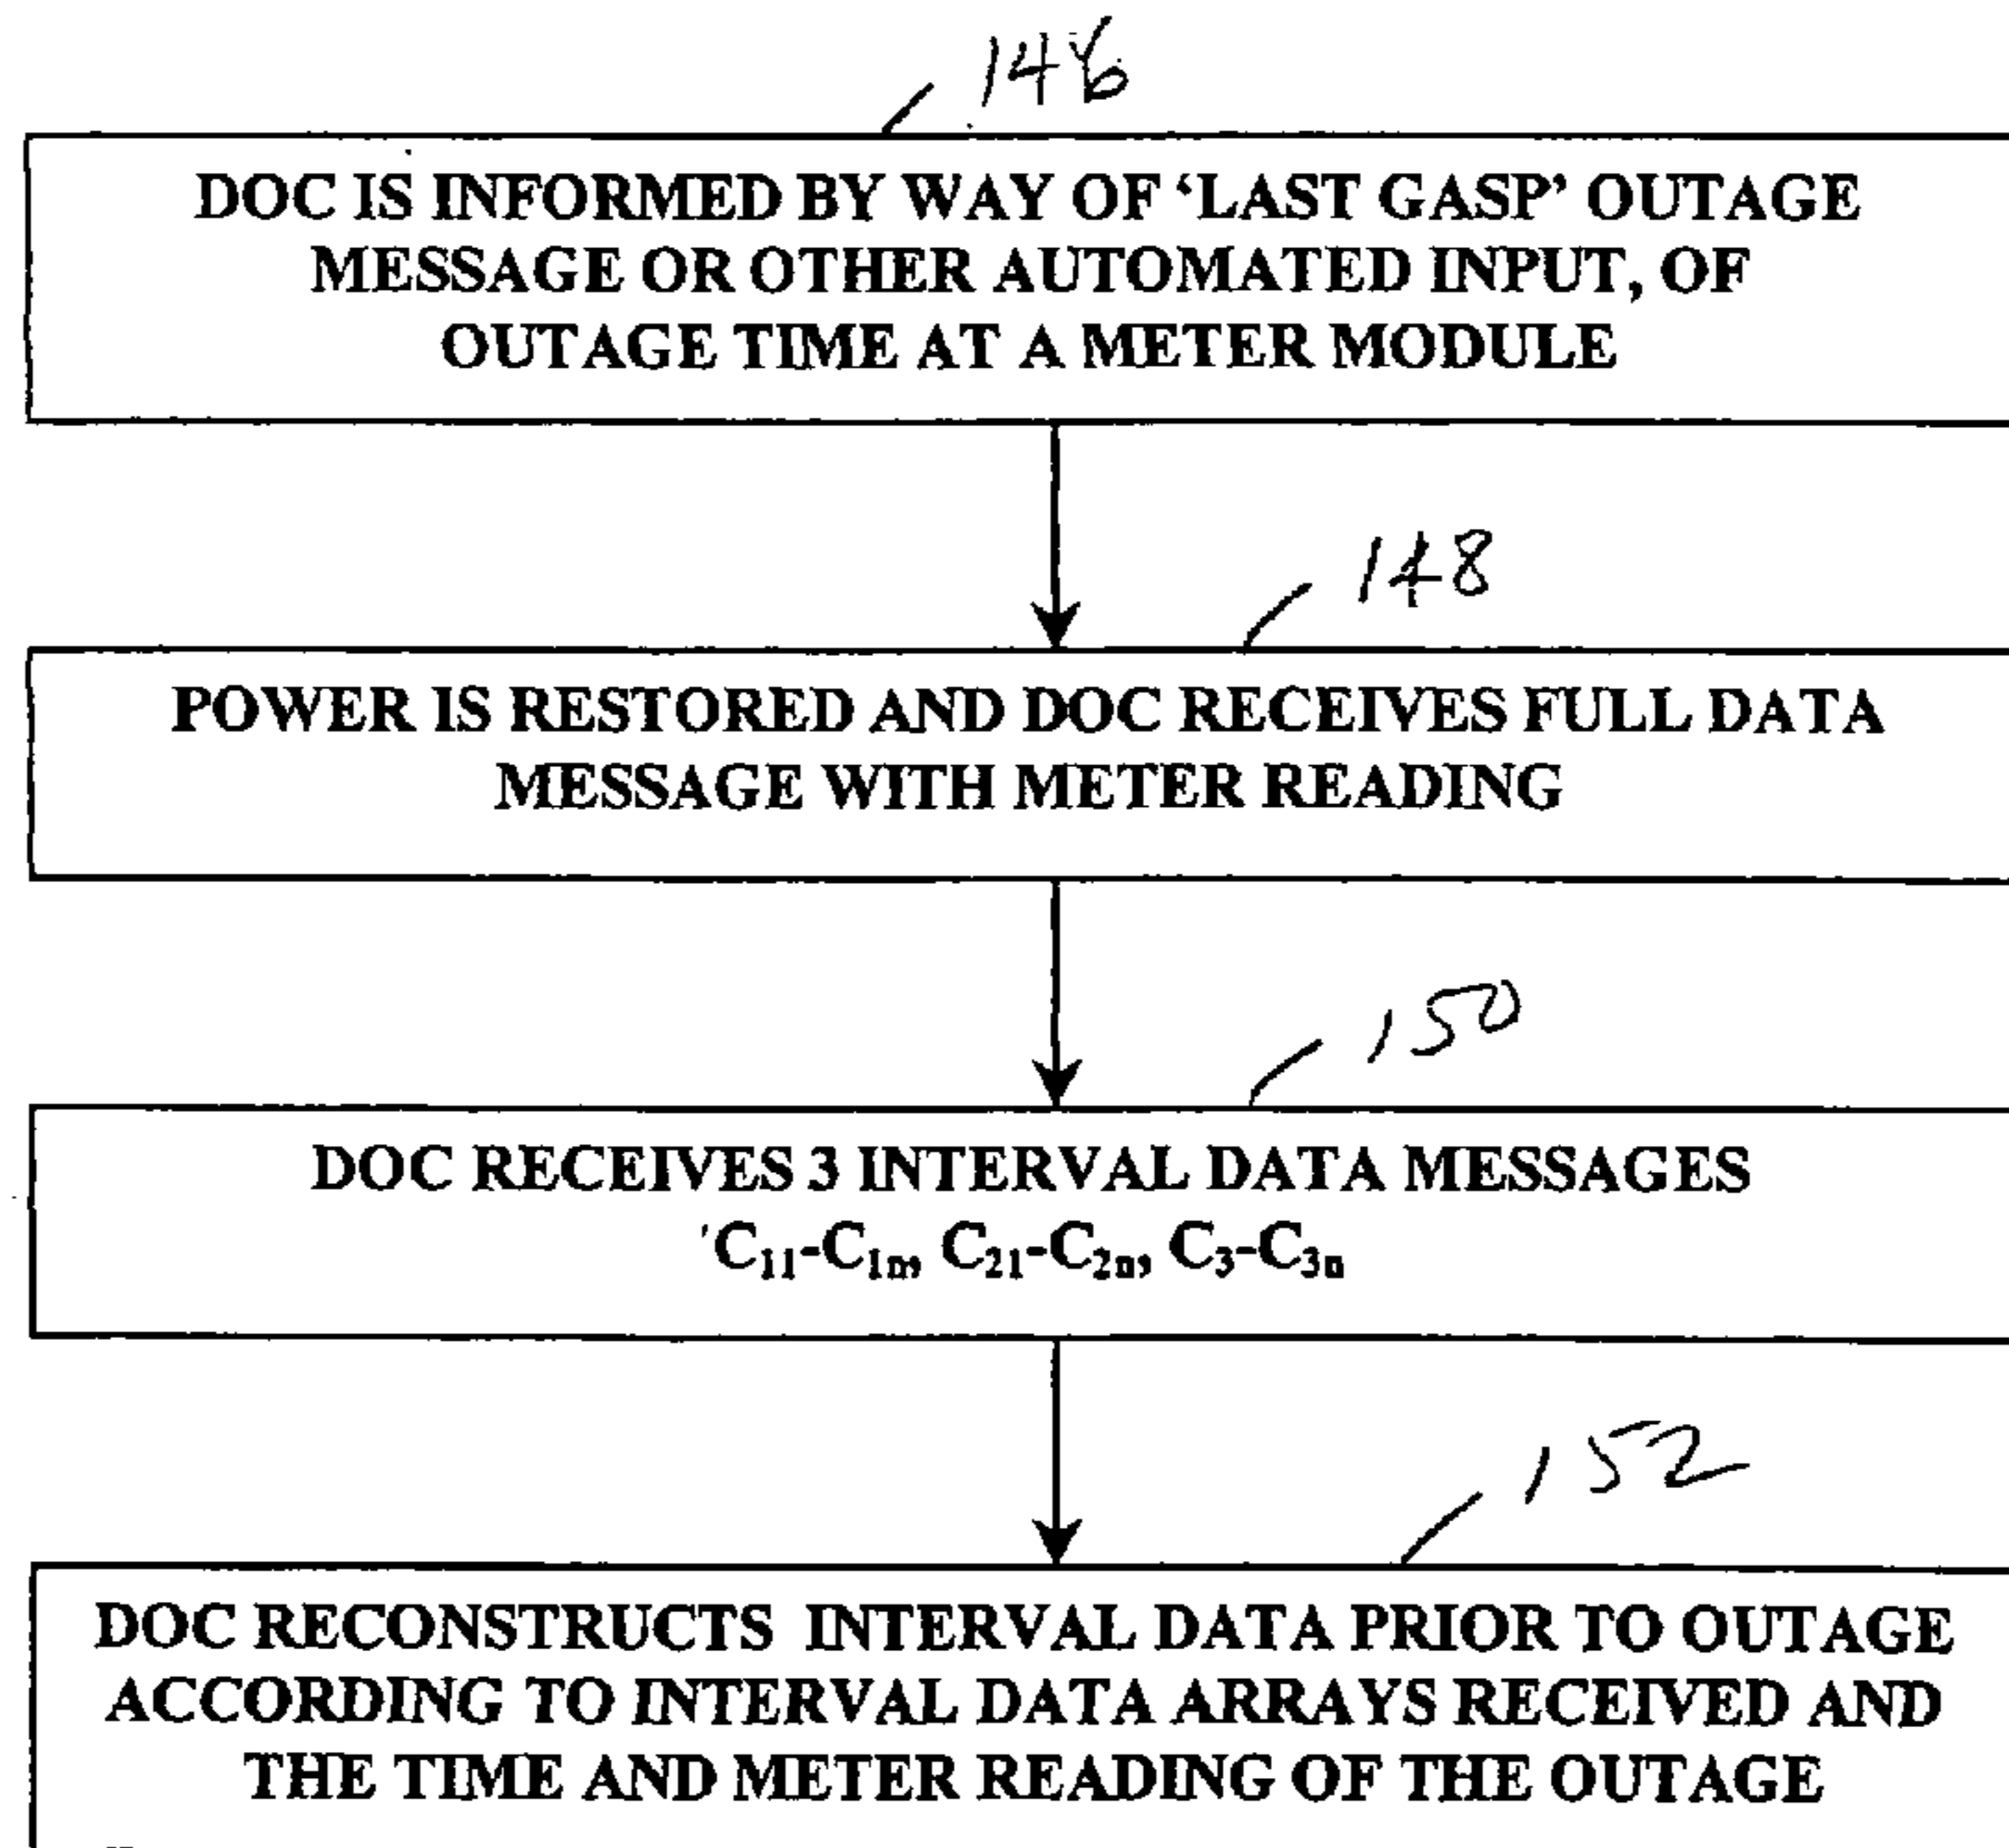 146
DOC IS INFORMED BY WAY OF ‘LAST GASP’ OUTAGE
MESSAGE OR OTHER AUTOMATED INPUT, OF
OUTAGE TIME AT A METER MODULE
148
POWER IS RESTORED AND DOC RECEIVES FULL DATA
MESSAGE WITH METER READING
150
DOC RECEIVES 3 INTERVAL DATA MESSAGES
C₁₁-C₁ₙ, C₂₁-C₂ₙ, C₃-C₃ₙ
152
DOC RECONSTRUCTS INTERVAL DATA PRIOR TO OUTAGE
ACCORDING TO INTERVAL DATA ARRAYS RECEIVED AND
THE TIME AND METER READING OF THE OUTAGE